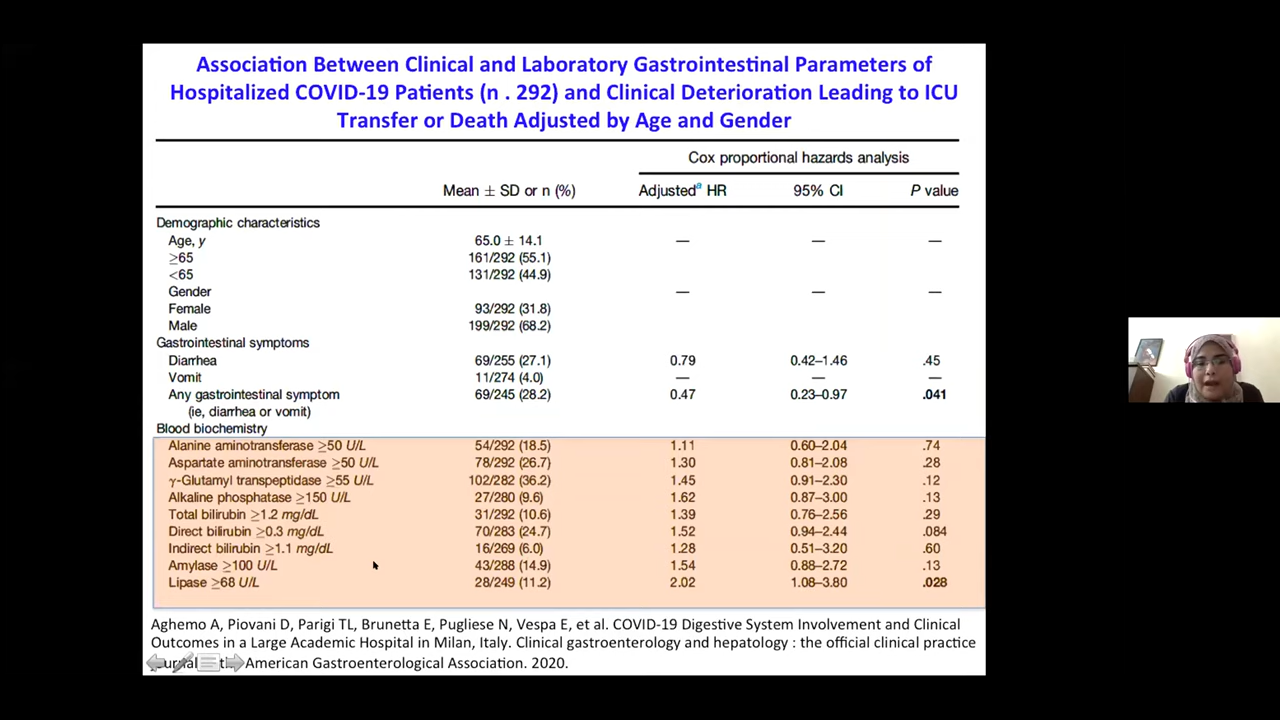 Association Between Clinical and Laboratory Gastrointestinal Parameters of
Hospitalized COVID-19 Patients (n . 292) and Clinical Deterioration Leading to ICU
Transfer or Death Adjusted by Age and Gender
Cox proportional hazards analysis
Mean ± SD or n (%) Adjustedᵃ HR 95% CI P value
Demographic characteristics
Age, y 65.0 ± 14.1 — — —
≥65 161/292 (55.1)
<65 131/292 (44.9)
Gender — — —
Female 93/292 (31.8)
Male 199/292 (68.2)
Gastrointestinal symptoms
Diarrhea 69/255 (27.1) 0.79 0.42–1.46 .45
Vomit 11/274 (4.0) — — —
Any gastrointestinal symptom 69/245 (28.2) 0.47 0.23–0.97 .041
(ie, diarrhea or vomit)
Blood biochemistry
Alanine aminotransferase ≥50 U/L 54/292 (18.5) 1.11 0.60–2.04 .74
Aspartate aminotransferase ≥50 U/L 78/292 (26.7) 1.30 0.81–2.08 .28
γ-Glutamyl transpeptidase ≥55 U/L 102/282 (36.2) 1.45 0.91–2.30 .12
Alkaline phosphatase ≥150 U/L 27/280 (9.6) 1.62 0.87–3.00 .13
Total bilirubin ≥1.2 mg/dL 31/292 (10.6) 1.39 0.76–2.56 .29
Direct bilirubin ≥0.3 mg/dL 70/283 (24.7) 1.52 0.94–2.44 .084
Indirect bilirubin ≥1.1 mg/dL 16/269 (6.0) 1.28 0.51–3.20 .60
Amylase ≥100 U/L 43/288 (14.9) 1.54 0.88–2.72 .13
Lipase ≥68 U/L 28/249 (11.2) 2.02 1.08–3.80 .028
Aghemo A, Piovani D, Parigi TL, Brunetta E, Pugliese N, Vespa E, et al. COVID-19 Digestive System Involvement and Clinical
Outcomes in a Large Academic Hospital in Milan, Italy. Clinical gastroenterology and hepatology : the official clinical practice
journal American Gastroenterological Association. 2020.